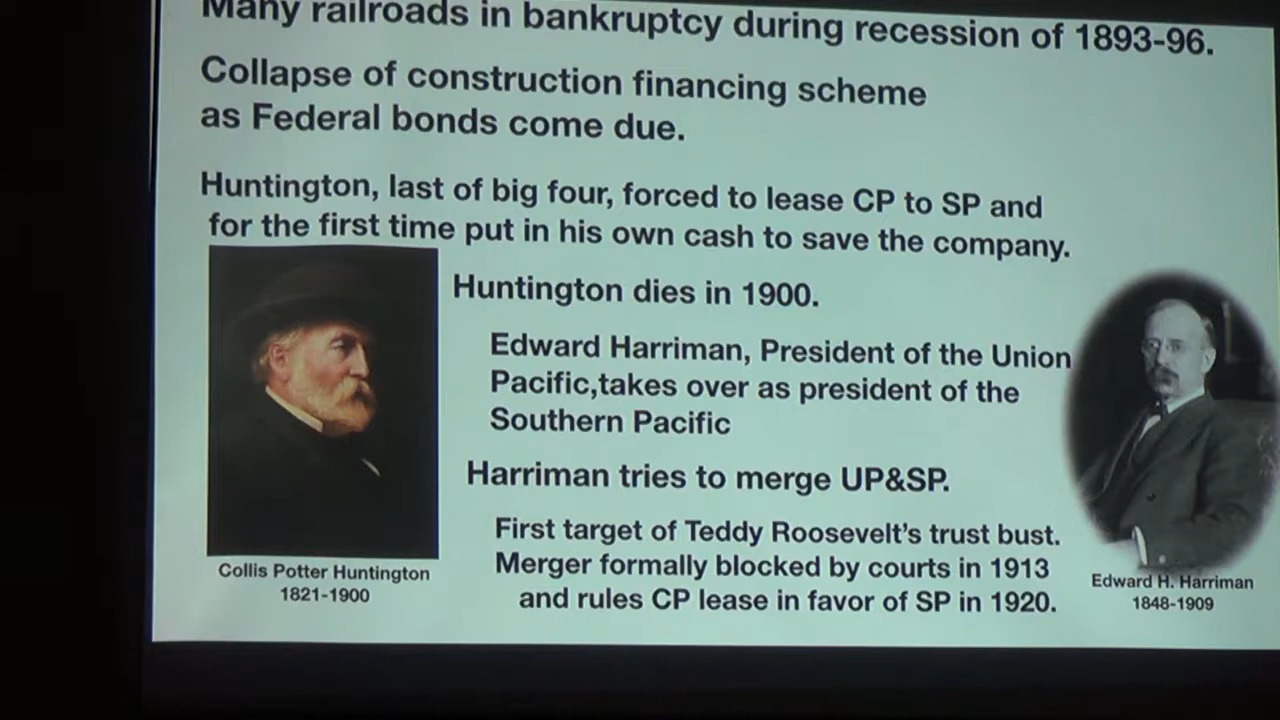 Many railroads in bankruptcy during recession of 1893-96.
Collapse of construction financing scheme
as Federal bonds come due.
Huntington, last of big four, forced to lease CP to SP and
for the first time put in his own cash to save the company.
Huntington dies in 1900.
Edward Harriman, President of the Union
Pacific,takes over as president of the
Southern Pacific
Harriman tries to merge UP&SP.
First target of Teddy Roosevelt's trust bust.
Merger formally blocked by courts in 1913
and rules CP lease in favor of SP in 1920.
Collis Potter Huntington
1821-1900
Edward H. Harriman
1848-1909